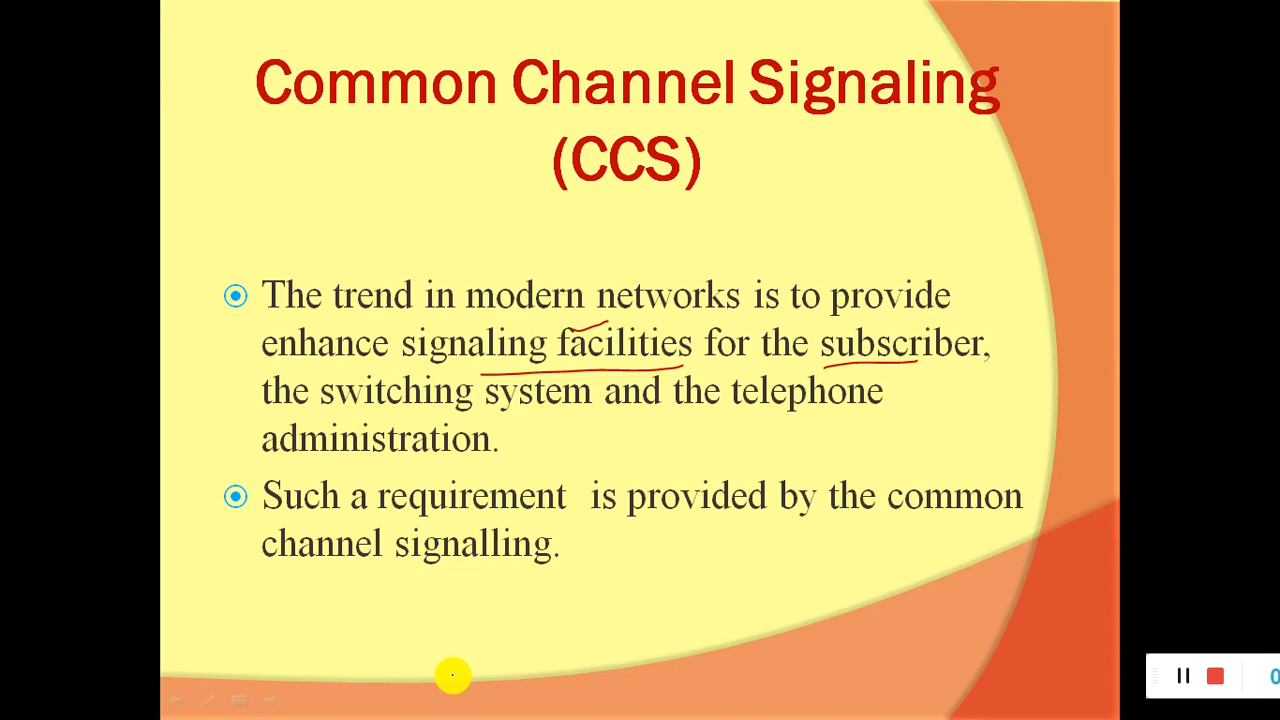 Common Channel Signaling
(CCS)
The trend in modern networks is to provide
enhance signaling facilities for the subscriber,
the switching system and the telephone
administration.
Such a requirement is provided by the common
channel signalling.
0